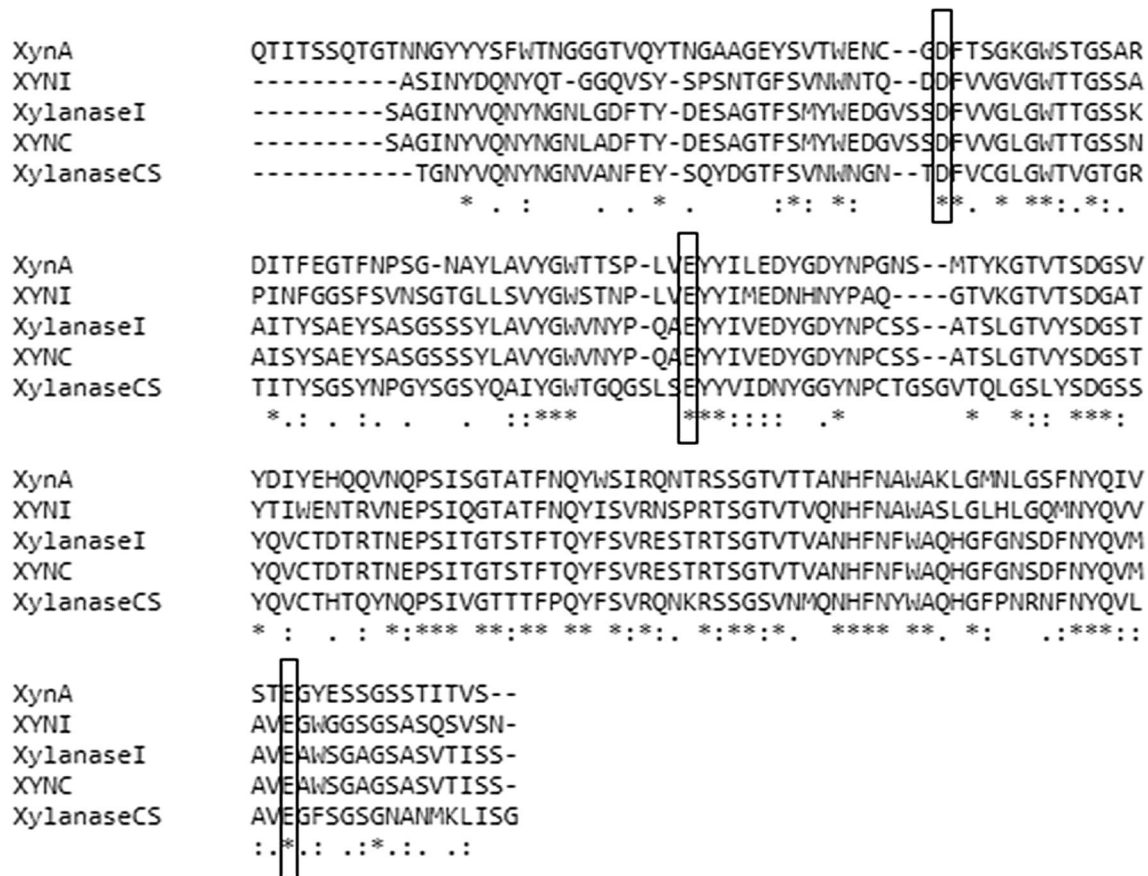 XynA QTITSSQTGTNNGYYYSFWTNGGGTVQYTNGAAGEYSVTWENC--GDFTSGKGWSTGSAR
XYNI ----------ASINYDQNYQT-GGQVSY-SPSNTGFSVNWNTQ--DDFVVGVGWTTGSSA
XylanaseI ---------SAGINYVQNYNGNLGDFTY-DESAGTFSMYWEDGVSSDFVVGLGWTTGSSK
XYNC ---------SAGINYVQNYNGNLADFTY-DESAGTFSMYWEDGVSSDFVVGLGWTTGSSN
XylanaseCS -----------TGNYVQNYNGNVANFEY-SQYDGTFSVNWNGN--TDFVCGLGWTVGTGR
* . : . . * . :*: *: **. * **:.*:.
XynA DITFEGTFNPSG-NAYLAVYGWTTSP-LVEYYILEDYGDYNPGNS--MTYKGTVTSDGSV
XYNI PINFGGSFSVNSGTGLLSVYGWSTNP-LVEYYIMEDNHNYPAQ----GTVKGTVTSDGAT
XylanaseI AITYSAEYSASGSSSYLAVYGWVNYP-QAEYYIVEDYGDYNPCSS--ATSLGTVYSDGST
XYNC AISYSAEYSASGSSSYLAVYGWVNYP-QAEYYIVEDYGDYNPCSS--ATSLGTVYSDGST
XylanaseCS TITYSGSYNPGYSGSYQAIYGWTGQGSLSEYYVIDNYGGYNPCTGSGVTQLGSLYSDGSS
*.: . :. . . ::*** ***:::: .* * *:: ***:
XynA YDIYEHQQVNQPSISGTATFNQYWSIRQNTRSSGTVTTANHFNAWAKLGMNLGSFNYQIV
XYNI YTIWENTRVNEPSIQGTATFNQYISVRNSPRTSGTVTVQNHFNAWASLGLHLGQMNYQVV
XylanaseI YQVCTDTRTNEPSITGTSTFTQYFSVRESTRTSGTVTVANHFNFWAQHGFGNSDFNYQVM
XYNC YQVCTDTRTNEPSITGTSTFTQYFSVRESTRTSGTVTVANHFNFWAQHGFGNSDFNYQVM
XylanaseCS YQVCTHTQYNQPSIVGTTTFPQYFSVRQNKRSSGSVNMQNHFNYWAQHGFPNRNFNYQVL
* : . : *:*** **:** ** *:*:. *:**:*. **** **. *: .:***::
XynA STEGYESSGSSTITVS--
XYNI AVEGWGGSGSASQSVSN-
XylanaseI AVEAWSGAGSASVTISS-
XYNC AVEAWSGAGSASVTISS-
XylanaseCS AVEGFSGSGNANMKLISG
:.*.: .:*.:. .: